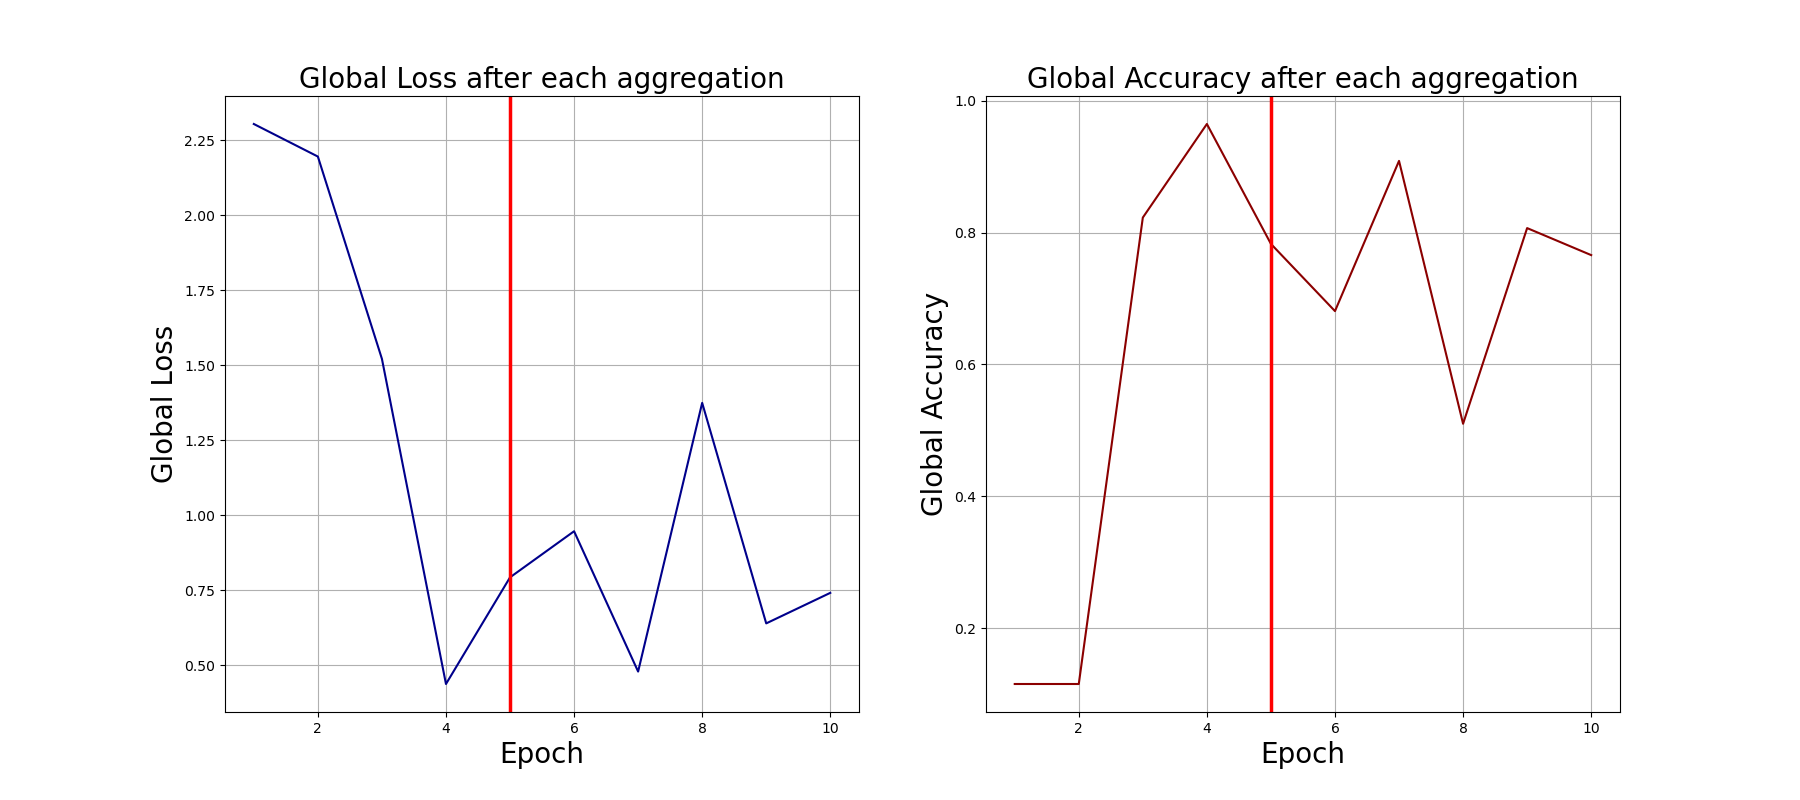 Global Loss after each aggregation
Global Loss
2.25
2.00
1.75
1.50
1.25
1.00
0.75
0.50
2 4 6 8 10
Epoch
Global Accuracy after each aggregation
Global Accuracy
1.0
0.8
0.6
0.4
0.2
2 4 6 8 10
Epoch